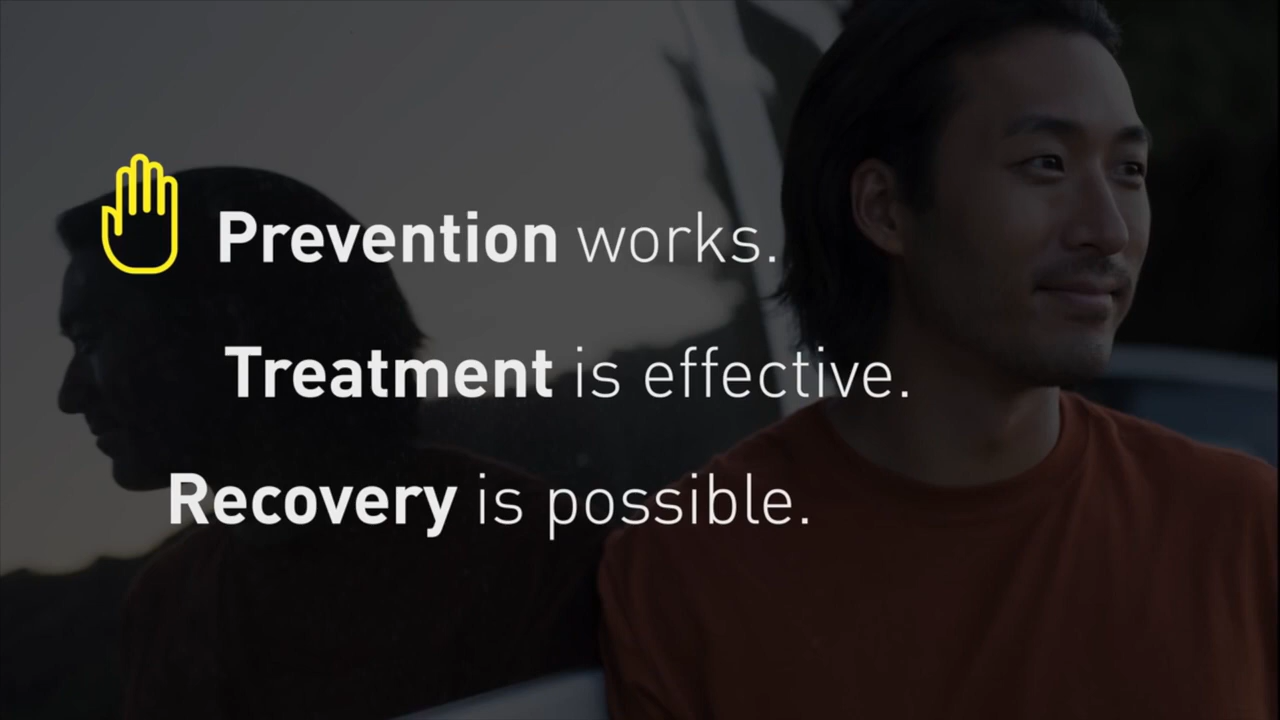 Prevention works.
Treatment is effective.
Recovery is possible.